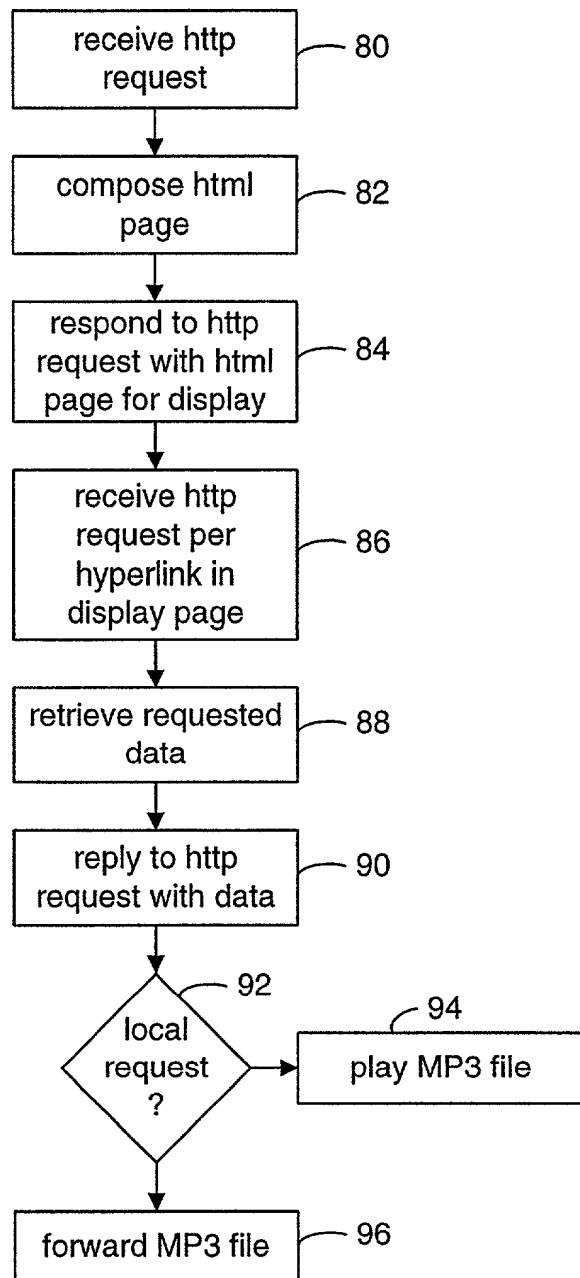 receive http
request
80
compose html
page
82
respond to http
request with html
page for display
84
receive http
request per
hyperlink in
display page
86
retrieve requested
data
88
reply to http
request with data
90
92
local
request
?
94
play MP3 file
forward MP3 file
96